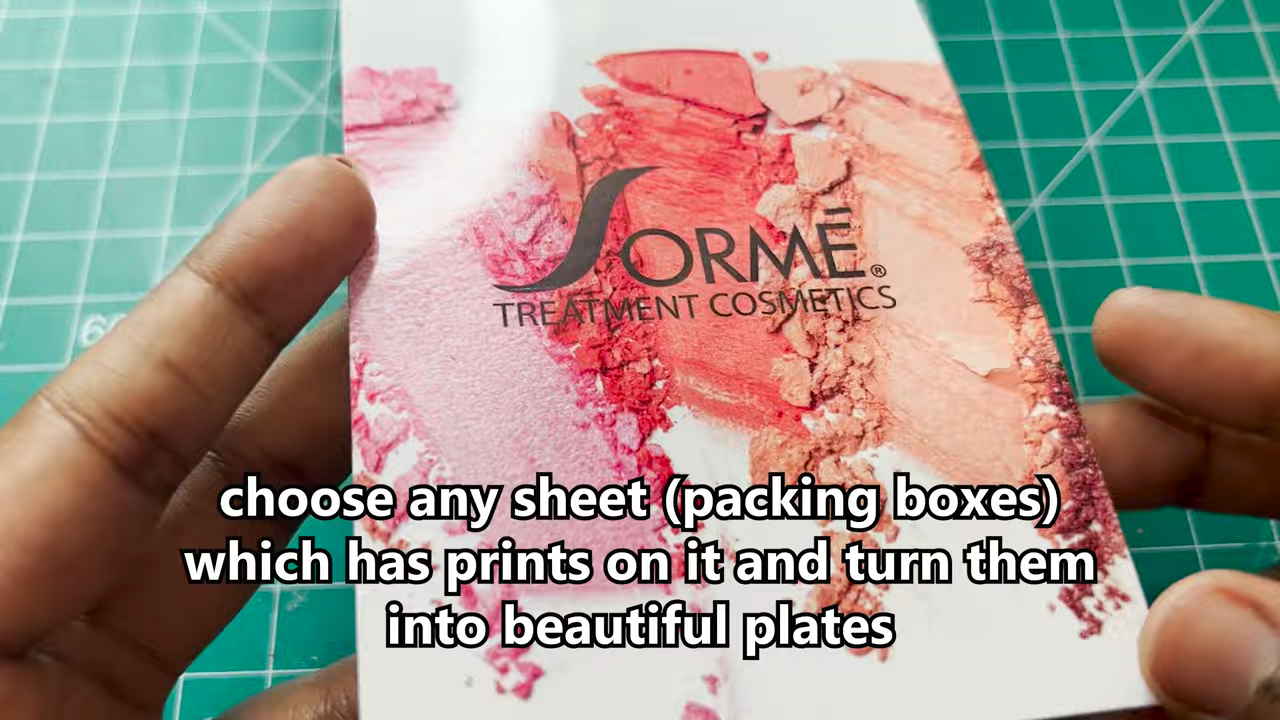 SORMĒ®
TREATMENT COSMETICS
choose any sheet (packing boxes)
which has prints on it and turn them
into beautiful plates